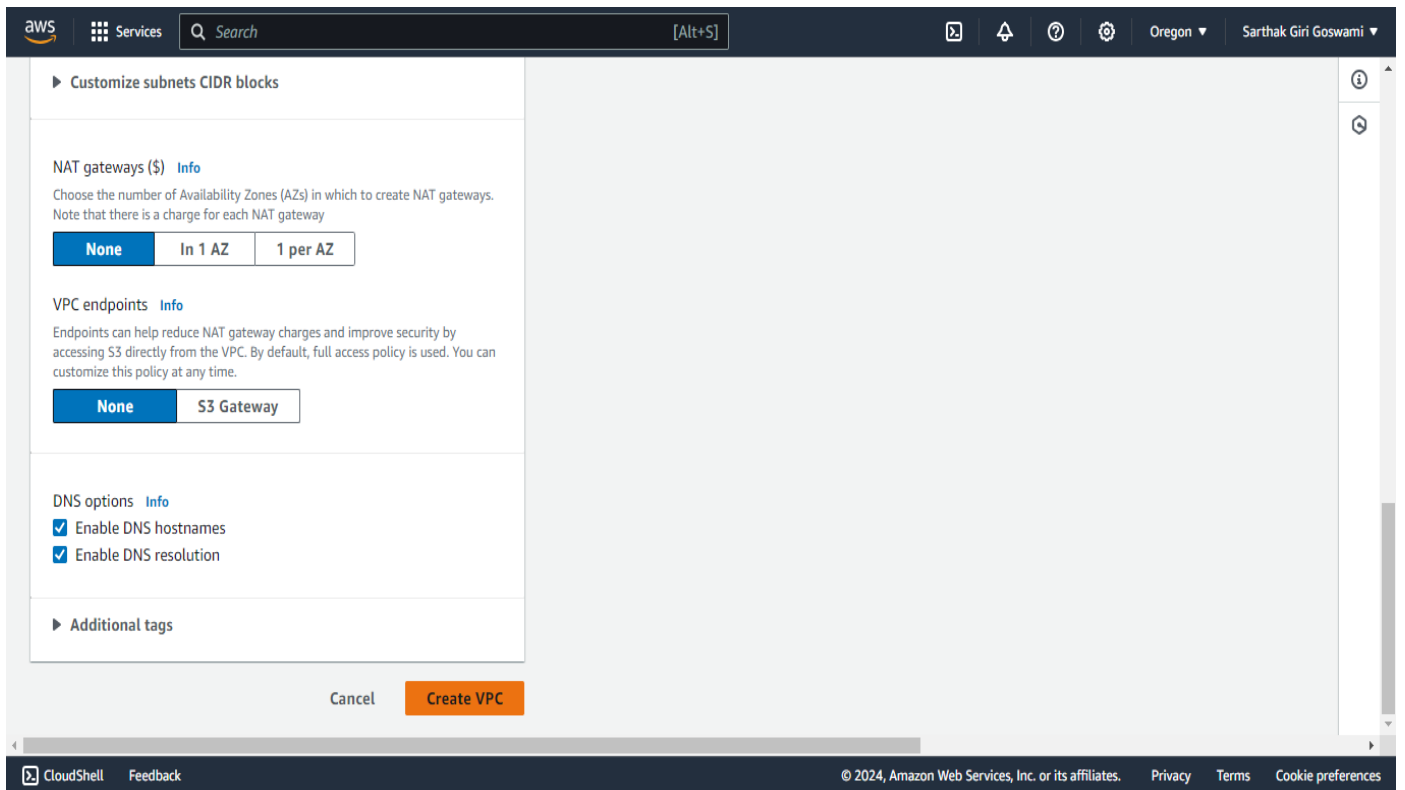 aws
Services
Search
[Alt+S]
Oregon
Sarthak Giri Goswami
Customize subnets CIDR blocks
NAT gateways ($) Info
Choose the number of Availability Zones (AZs) in which to create NAT gateways.
Note that there is a charge for each NAT gateway
None In 1 AZ 1 per AZ
VPC endpoints Info
Endpoints can help reduce NAT gateway charges and improve security by
accessing S3 directly from the VPC. By default, full access policy is used. You can
customize this policy at any time.
None S3 Gateway
DNS options Info
Enable DNS hostnames
Enable DNS resolution
Additional tags
Cancel Create VPC
CloudShell Feedback © 2024, Amazon Web Services, Inc. or its affiliates. Privacy Terms Cookie preferences